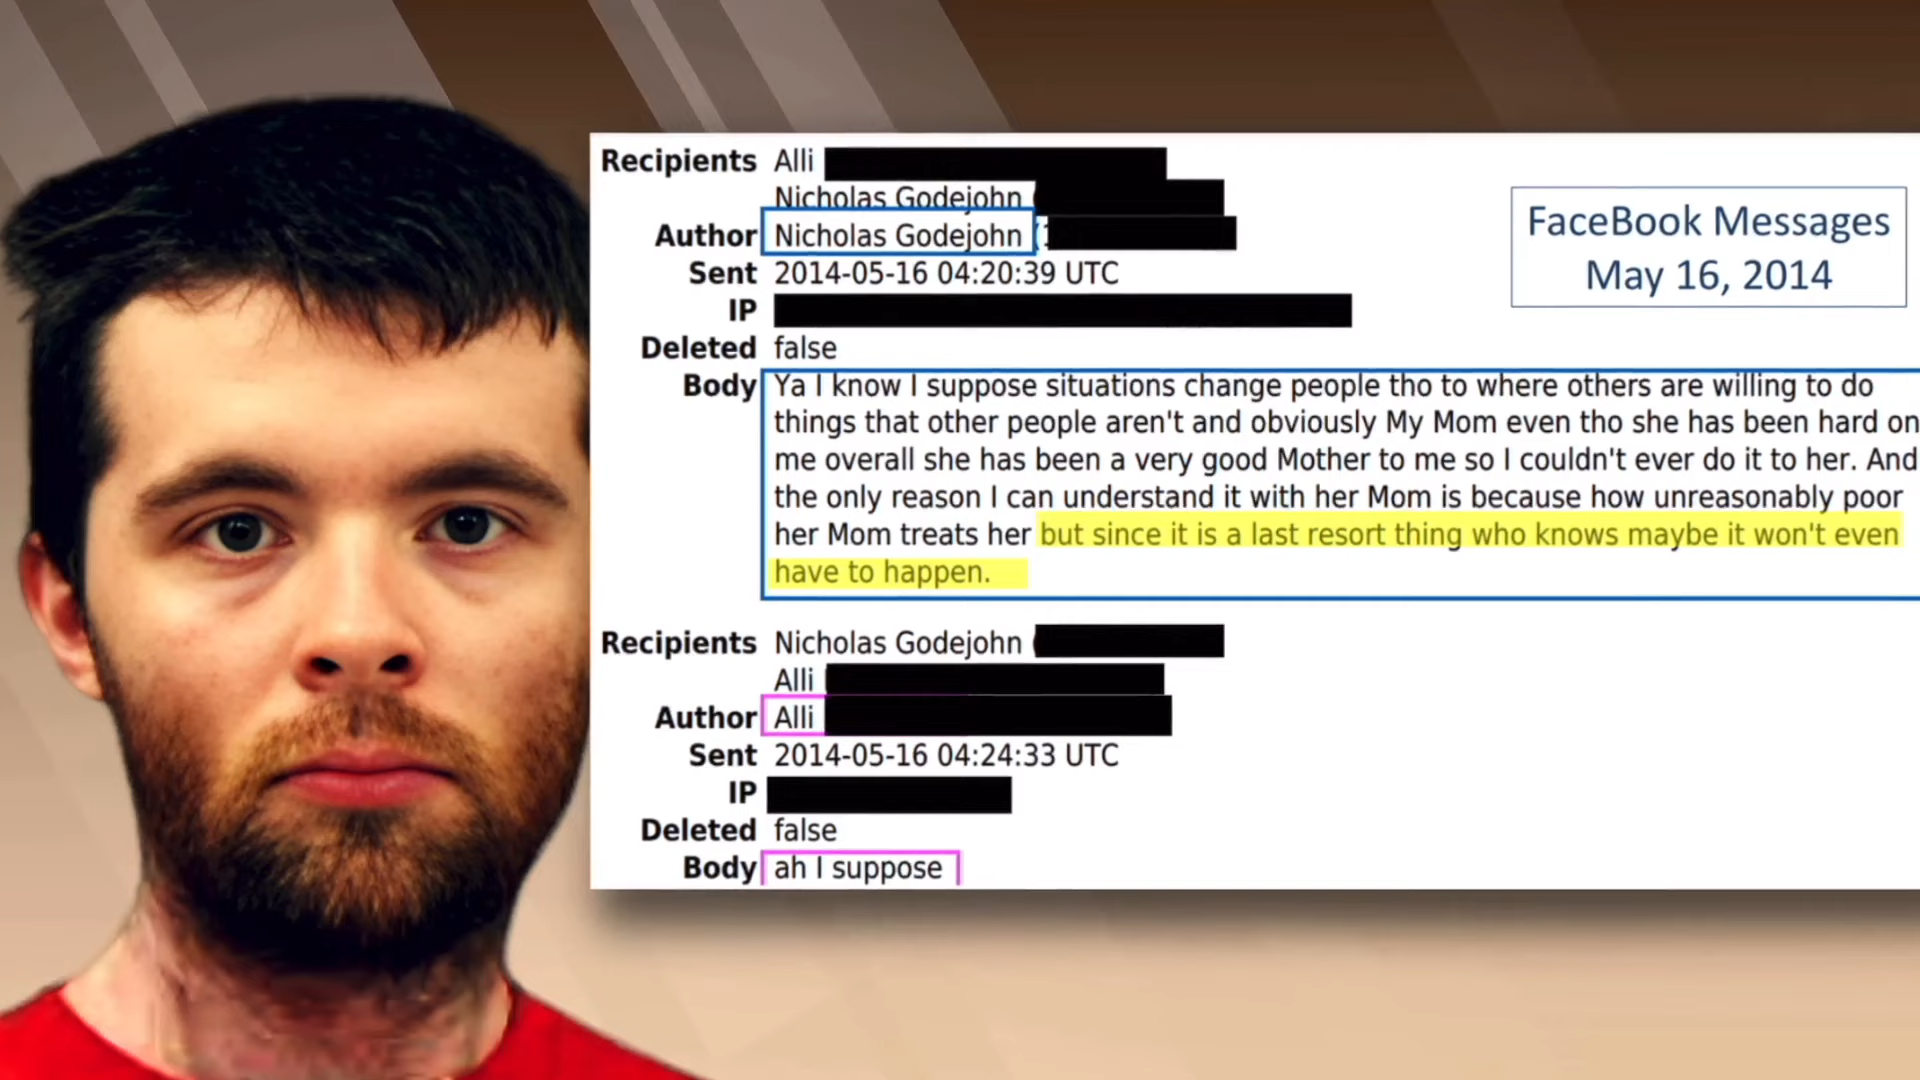 Recipients Alli
Nicholas Godejohn (
Author Nicholas Godejohn (
Sent 2014-05-16 04:20:39 UTC
IP
Deleted false
Body Ya I know I suppose situations change people tho to where others are willing to do
things that other people aren't and obviously My Mom even tho she has been hard on
me overall she has been a very good Mother to me so I couldn't ever do it to her. And
the only reason I can understand it with her Mom is because how unreasonably poor
her Mom treats her but since it is a last resort thing who knows maybe it won't even
have to happen.
FaceBook Messages
May 16, 2014
Recipients Nicholas Godejohn (
Alli
Author Alli
Sent 2014-05-16 04:24:33 UTC
IP
Deleted false
Body ah I suppose